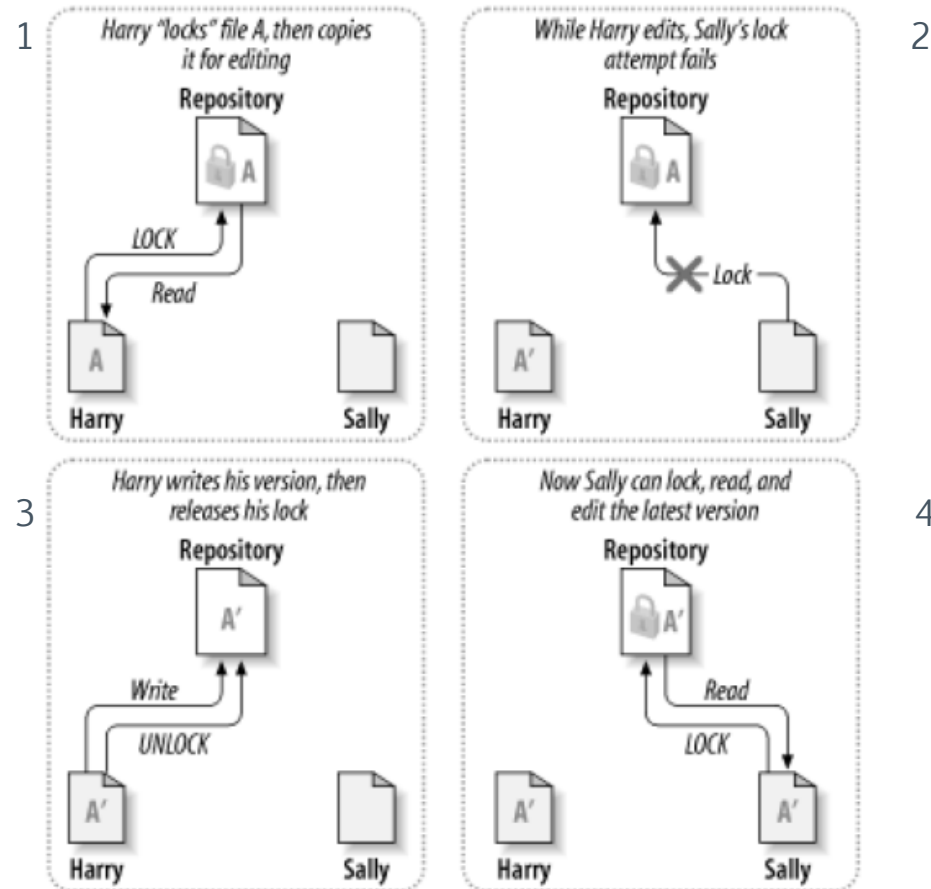 1
Harry “locks” file A, then copies
it for editing
Repository
A
LOCK
Read
A
Harry
Sally
2
While Harry edits, Sally’s lock
attempt fails
Repository
A
Lock
A′
Harry
Sally
3
Harry writes his version, then
releases his lock
Repository
A′
Write
UNLOCK
A′
Harry
Sally
4
Now Sally can lock, read, and
edit the latest version
Repository
A′
Read
LOCK
A′
A′
Harry
Sally